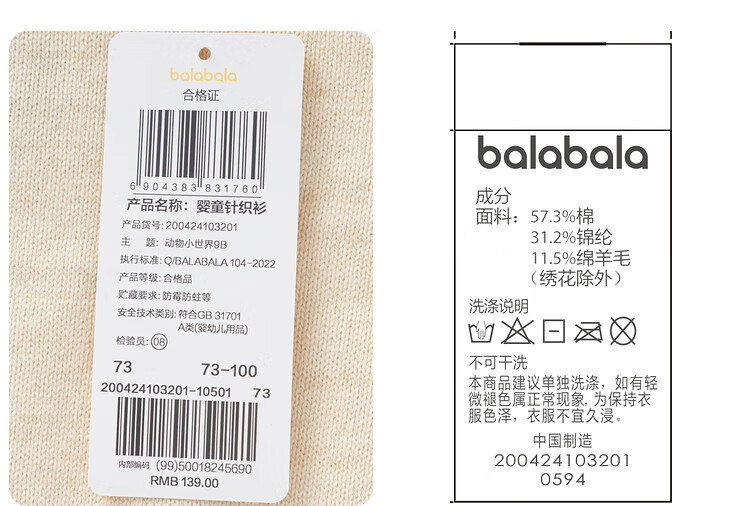 balabala
合格证
6 904383 831760
产品名称：婴童针织衫
产品货号: 200424103201
主 题: 动物小世界9B
执行标准: Q/BALABALA 104-2022
产品等级: 合格品
贮藏要求: 防霉防蛀等
安全技术类别: 符合GB 31701
A类(婴幼儿用品)
检验员: 08
73 73-100
200424103201-10501 73
内部编码 (99)50018245690
RMB 139.00
balabala
成分
面料：57.3%棉
31.2%锦纶
11.5%绵羊毛
（绣花除外）
洗涤说明
不可干洗
本商品建议单独洗涤，如有轻
微褪色属正常现象,为保持衣
服色泽，衣服不宜久浸。
中国制造
200424103201
0594